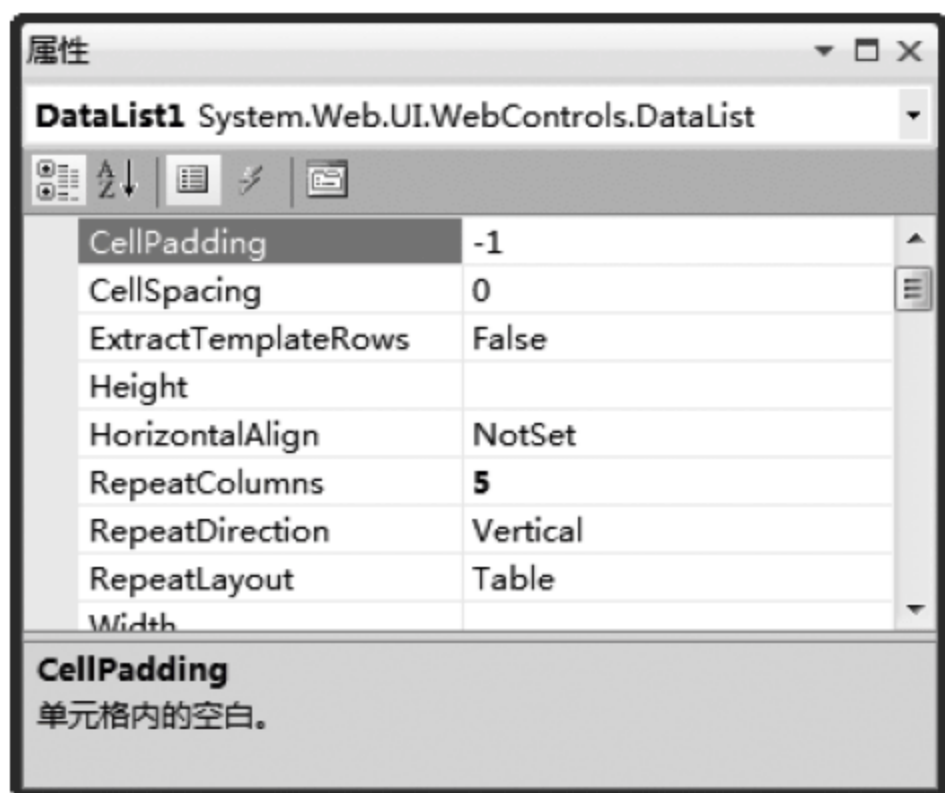 属性
DataList1 System.Web.UI.WebControls.DataList
CellPadding -1
CellSpacing 0
ExtractTemplateRows False
Height
HorizontalAlign NotSet
RepeatColumns 5
RepeatDirection Vertical
RepeatLayout Table
Width
CellPadding
单元格内的空白。